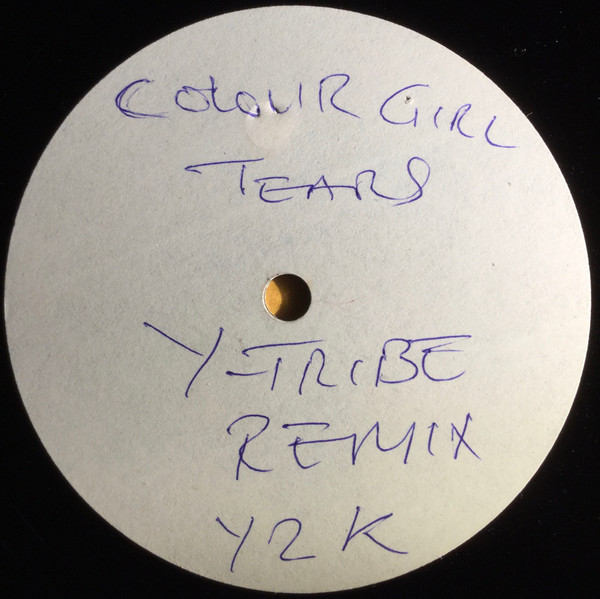 COLOUR GIRL
TEARS
Y-TRIBE
REMIX
Y2K